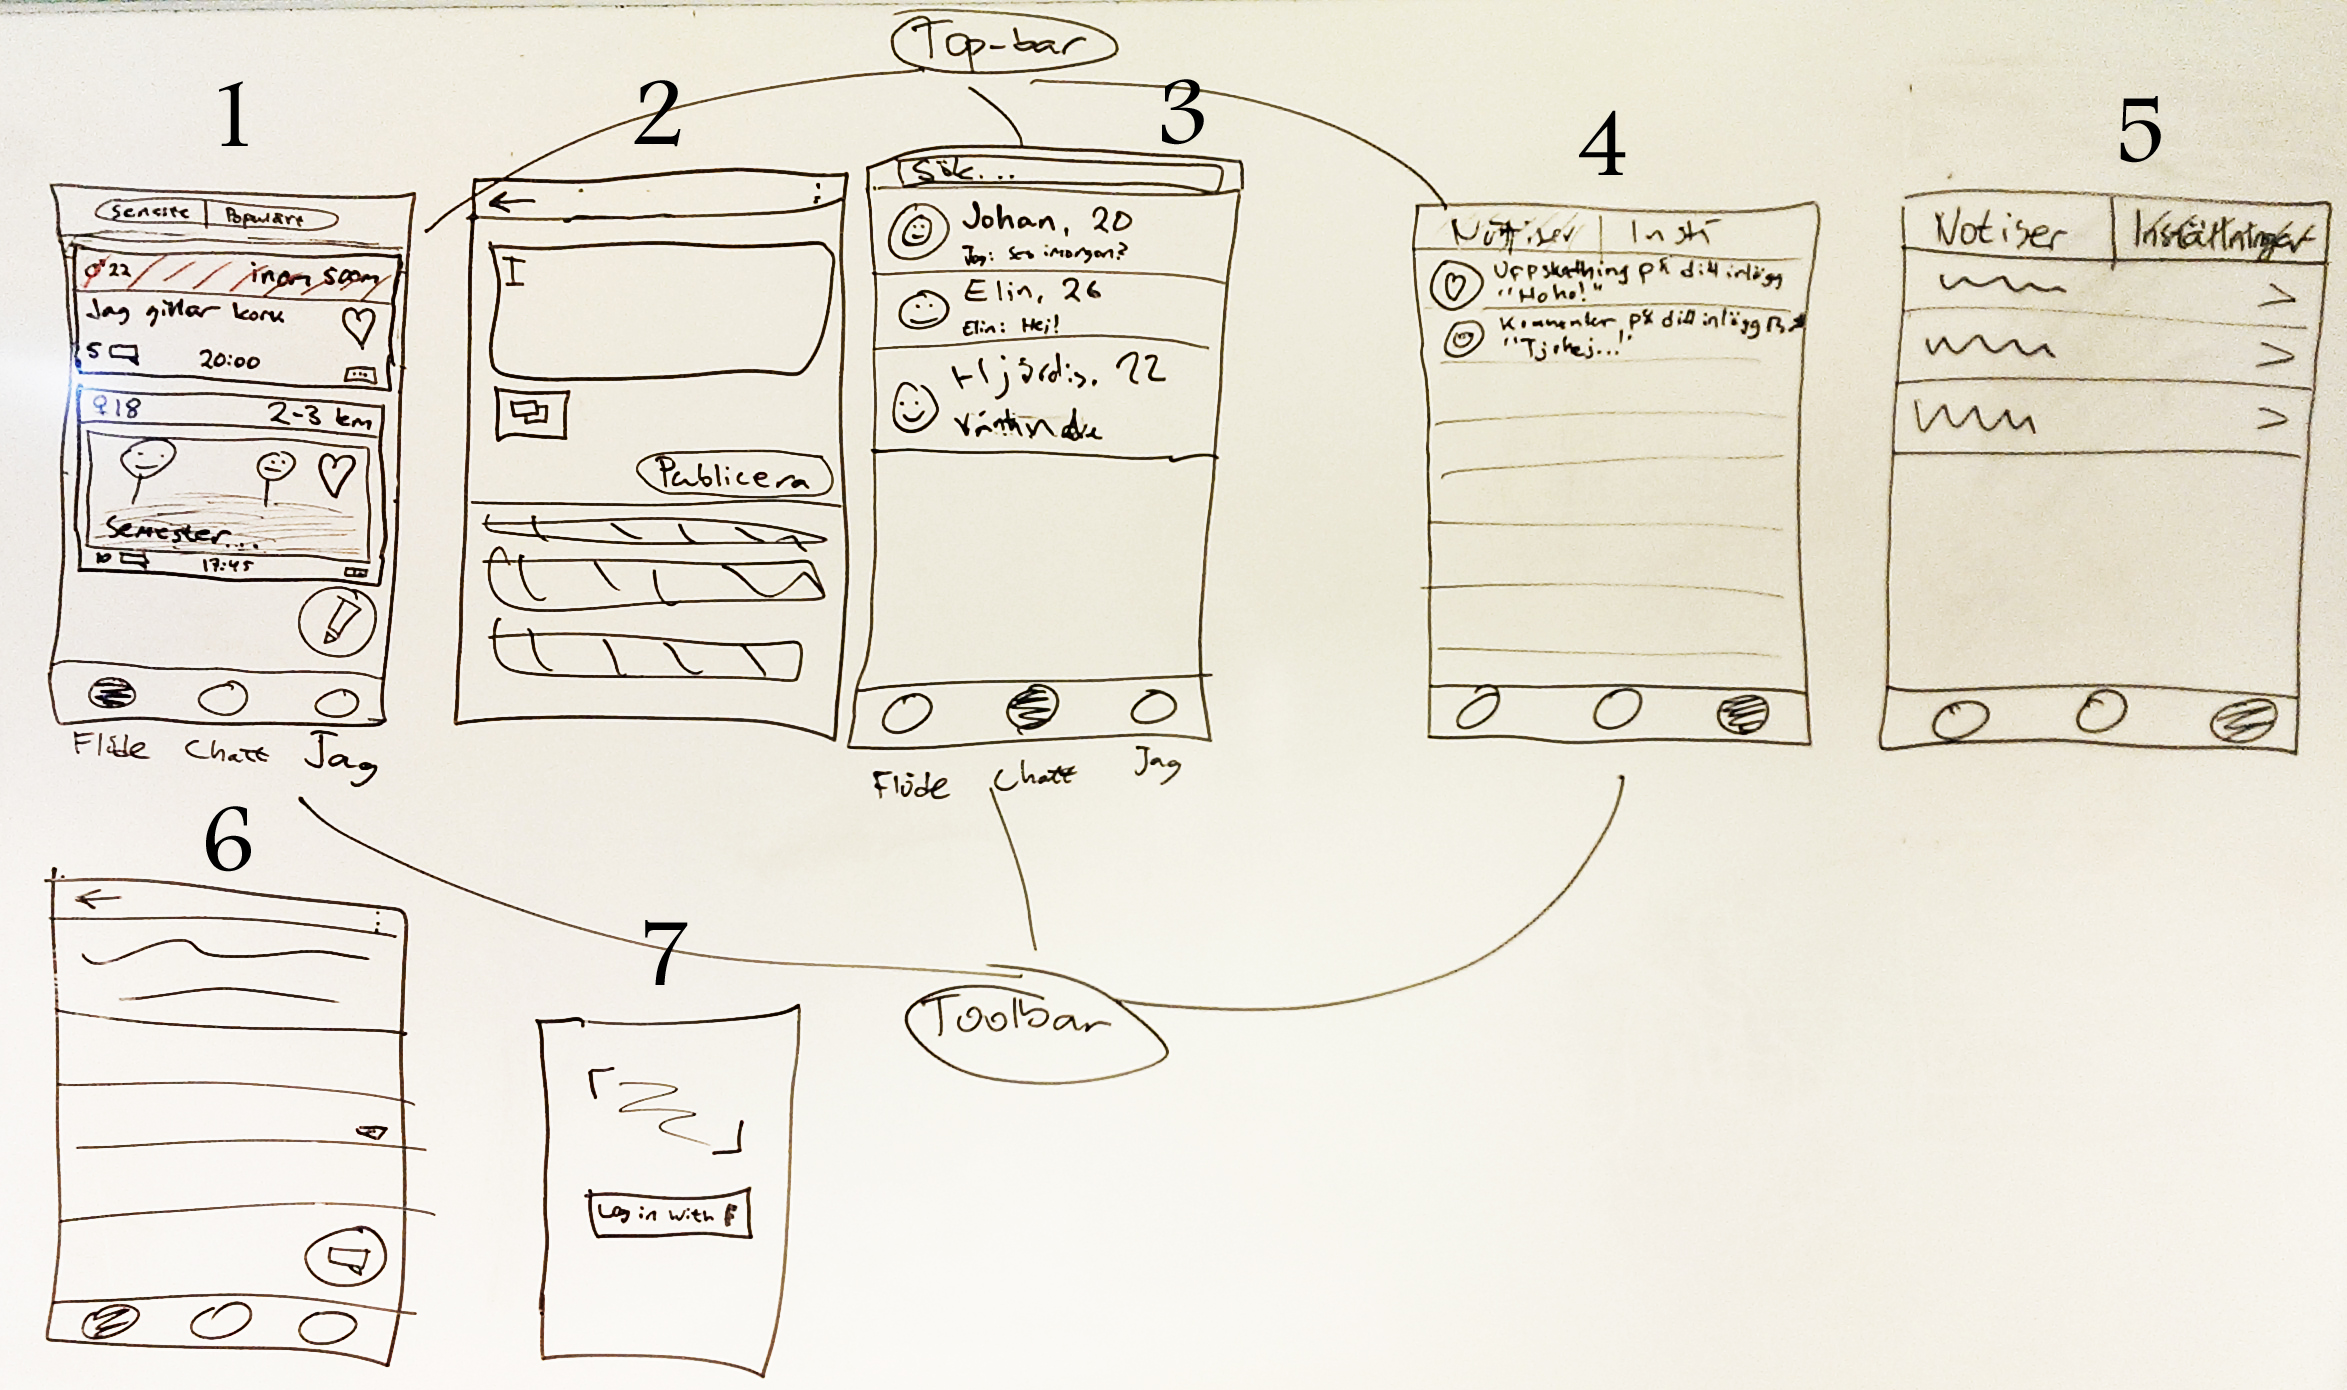 Top-bar
1
2
3
4
5
Senaste Populärt
♂22 inom 500m
Jag gillar kork
5 20:00
♀18 2-3 km
Semester...
10 17:45
Flöde Chatt Jag
Publicera
Sök...
Johan, 20
Jag: Ses imorgon?
Elin, 26
Elin: Hej!
Hjördis, 22
Flöde Chatt Jag
Notiser Instä
Uppskattning på ditt inlägg
"Hoho!"
Kommentar på ditt inlägg
"Tjohej..."
Notiser Inställningar
6
7
Toolbar
Log in with F